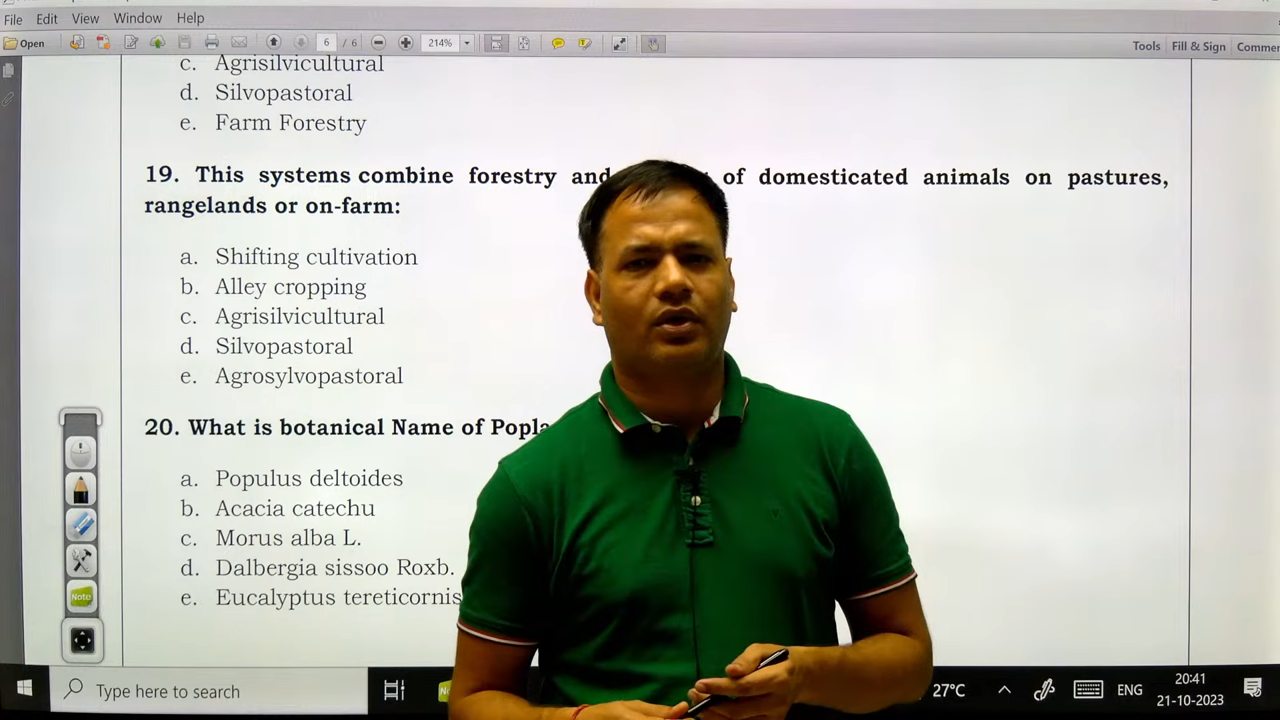 File Edit View Window Help
Open 6 / 6 214% Tools Fill & Sign
c. Agrisilvicultural
d. Silvopastoral
e. Farm Forestry
19. This systems combine forestry and of domesticated animals on pastures,
rangelands or on-farm:
a. Shifting cultivation
b. Alley cropping
c. Agrisilvicultural
d. Silvopastoral
e. Agrosylvopastoral
20. What is botanical Name of
a. Populus deltoides
b. Acacia catechu
c. Morus alba L.
d. Dalbergia sissoo Roxb.
e. Eucalyptus tereticornis
Note
Type here to search
27°C ENG 20:41
21-10-2023